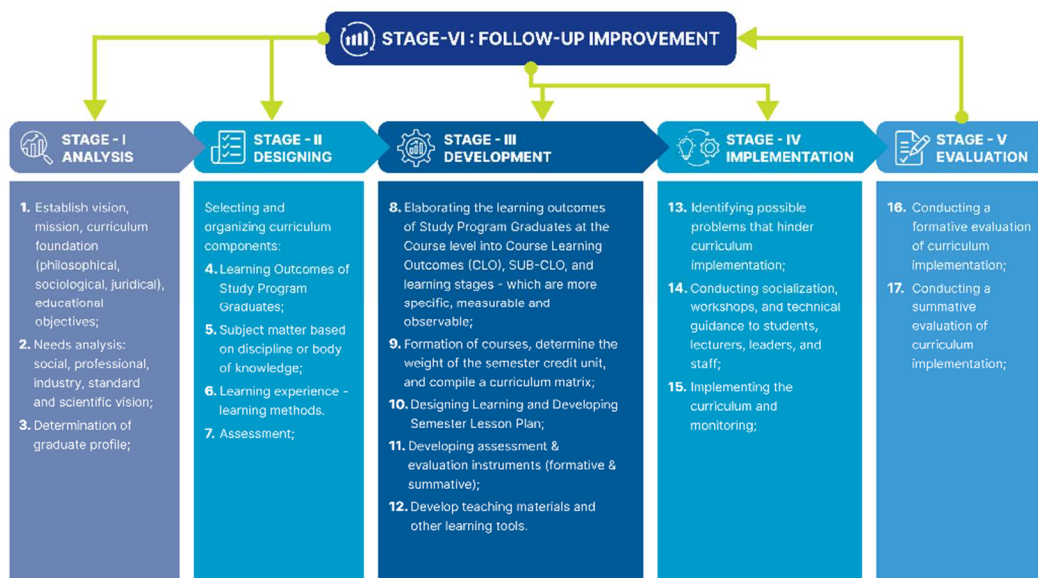 STAGE-VI : FOLLOW-UP IMPROVEMENT
STAGE - I
ANALYSIS
1. Establish vision,
mission, curriculum
foundation
(philosophical,
sociological, juridical),
educational
objectives;
2. Needs analysis:
social, professional,
industry, standard
and scientific vision;
3. Determination of
graduate profile;
STAGE - II
DESIGNING
Selecting and
organizing curriculum
components:
4. Learning Outcomes of
Study Program
Graduates;
5. Subject matter based
on discipline or body
of knowledge;
6. Learning experience -
learning methods.
7. Assessment;
STAGE - III
DEVELOPMENT
8. Elaborating the learning outcomes
of Study Program Graduates at the
Course level into Course Learning
Outcomes (CLO), SUB-CLO, and
learning stages - which are more
specific, measurable and
observable;
9. Formation of courses, determine the
weight of the semester credit unit,
and compile a curriculum matrix;
10. Designing Learning and Developing
Semester Lesson Plan;
11. Developing assessment &
evaluation instruments (formative &
summative);
12. Develop teaching materials and
other learning tools.
STAGE - IV
IMPLEMENTATION
13. Identifying possible
problems that hinder
curriculum
implementation;
14. Conducting socialization,
workshops, and technical
guidance to students,
lecturers, leaders, and
staff;
15. Implementing the
curriculum and
monitoring;
STAGE - V
EVALUATION
16. Conducting a
formative evaluation
of curriculum
implementation;
17. Conducting a
summative
evaluation of
curriculum
implementation;